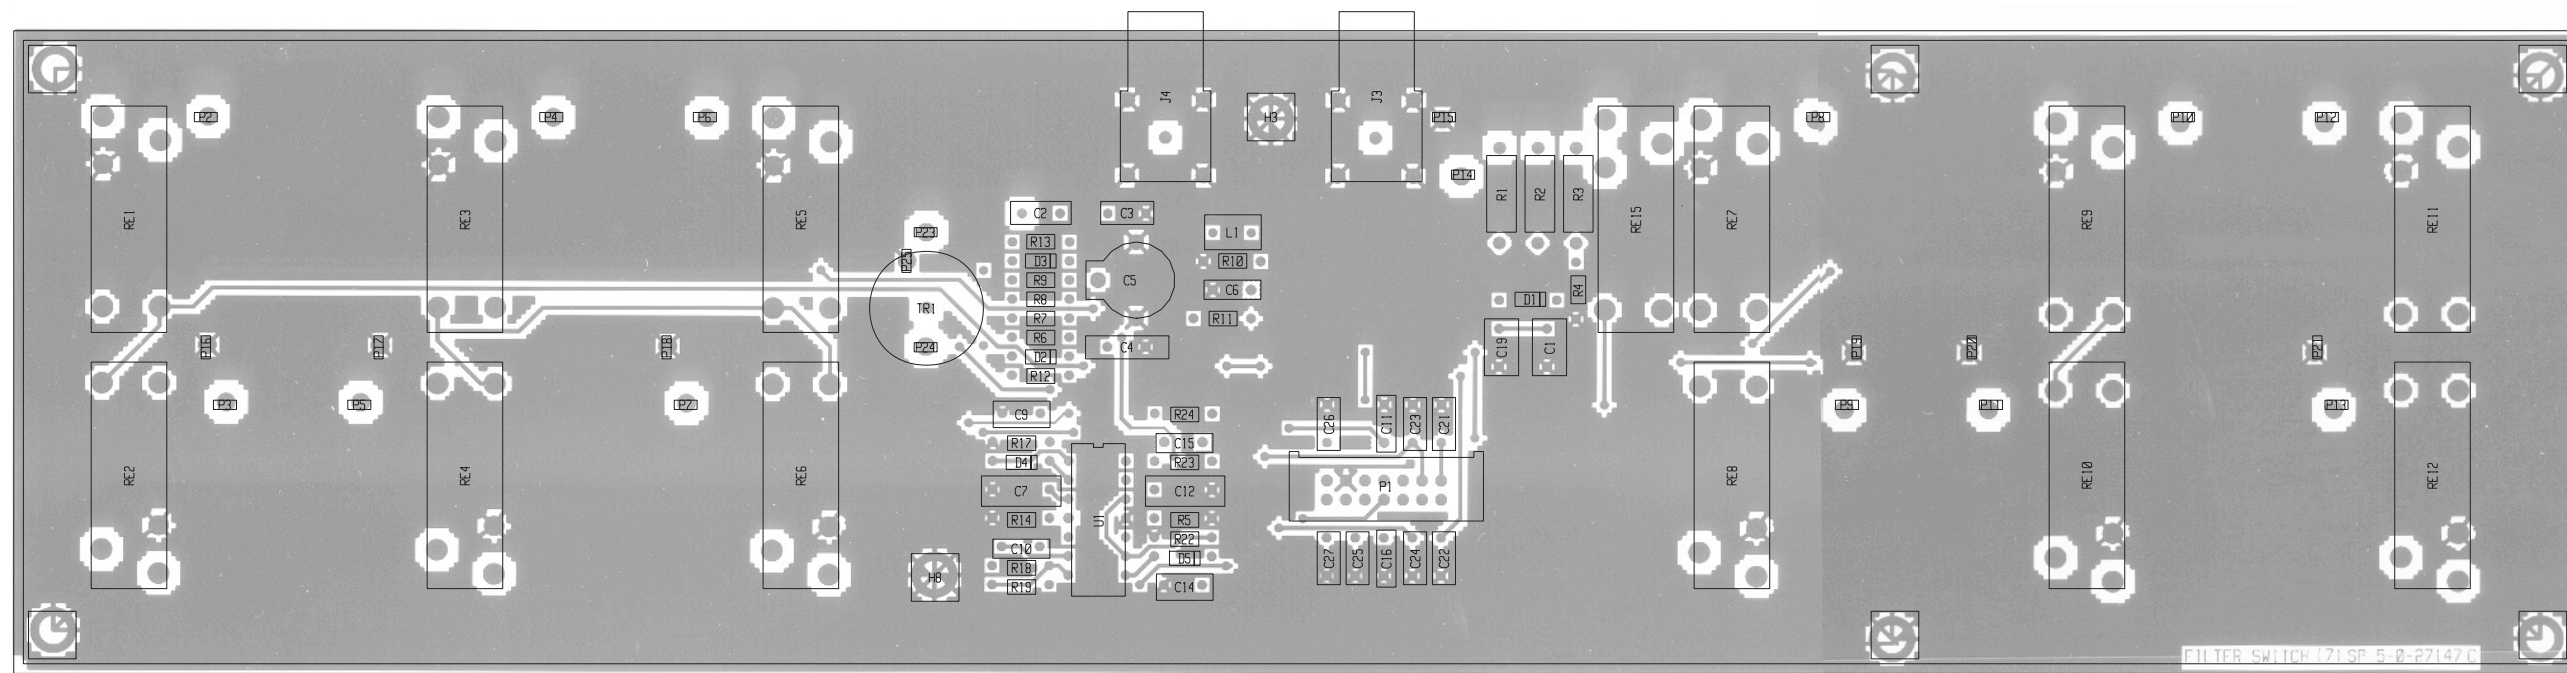 J4
J3
P2
P4
P6
H3
P15
P8
P10
P12
P14
RE1
RE3
RE5
R1
R2
R3
RE15
RE7
RE9
RE11
C2
C3
P23
L1
R13
P25
D3
R10
R9
C5
C6
R4
R8
D1
TR1
R7
R11
R6
P16
P17
P18
P24
D2
C4
C19
C1
P19
P20
P21
R12
P3
P5
P7
C9
R24
C26
C11
C23
C21
P9
P11
P13
R17
C15
D4
R23
RE2
RE4
RE6
C7
C12
P1
RE8
RE10
RE12
R14
U1
R5
R22
C10
D5
C27
C25
C16
C24
C22
H8
R18
R19
C14
FILTER SWITCH (7) SP 5-0-27147 C